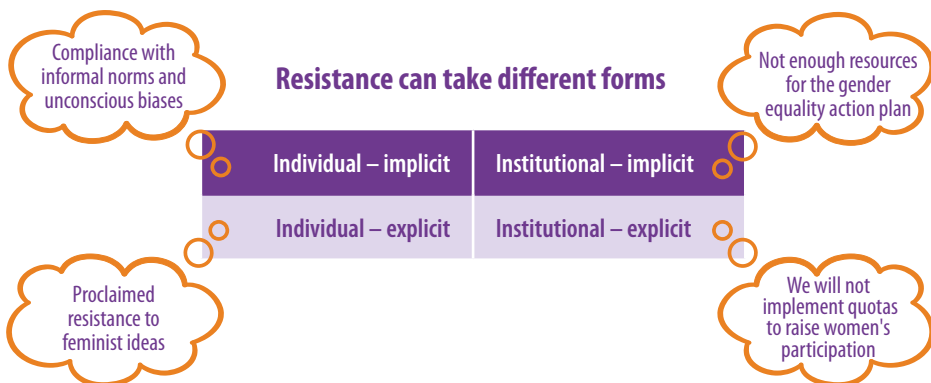 Compliance with
informal norms and
unconscious biases
Resistance can take different forms
Not enough resources
for the gender
equality action plan
Individual – implicit
Institutional – implicit
Individual – explicit
Institutional – explicit
Proclaimed
resistance to
feminist ideas
We will not
implement quotas
to raise women's
participation